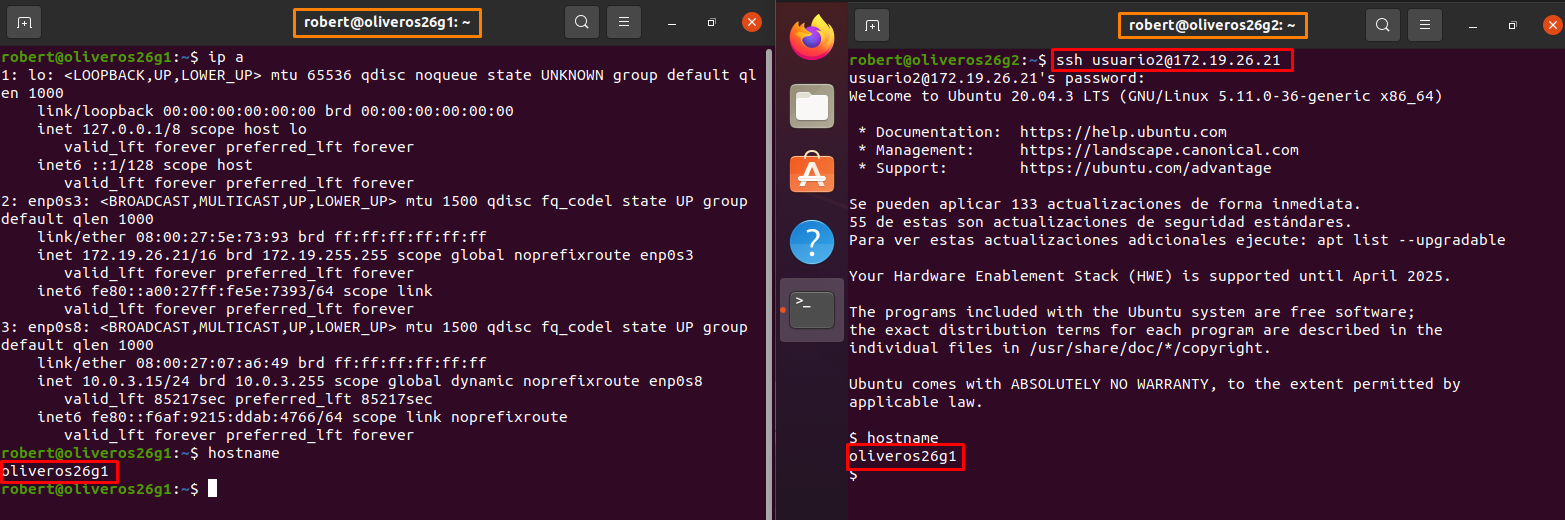 robert@oliveros26g1: ~
robert@oliveros26g1:~$ ip a
1: lo: <LOOPBACK,UP,LOWER_UP> mtu 65536 qdisc noqueue state UNKNOWN group default ql
en 1000
    link/loopback 00:00:00:00:00:00 brd 00:00:00:00:00:00
    inet 127.0.0.1/8 scope host lo
       valid_lft forever preferred_lft forever
    inet6 ::1/128 scope host
       valid_lft forever preferred_lft forever
2: enp0s3: <BROADCAST,MULTICAST,UP,LOWER_UP> mtu 1500 qdisc fq_codel state UP group
default qlen 1000
    link/ether 08:00:27:5e:73:93 brd ff:ff:ff:ff:ff:ff
    inet 172.19.26.21/16 brd 172.19.255.255 scope global noprefixroute enp0s3
       valid_lft forever preferred_lft forever
    inet6 fe80::a00:27ff:fe5e:7393/64 scope link
       valid_lft forever preferred_lft forever
3: enp0s8: <BROADCAST,MULTICAST,UP,LOWER_UP> mtu 1500 qdisc fq_codel state UP group
default qlen 1000
    link/ether 08:00:27:07:a6:49 brd ff:ff:ff:ff:ff:ff
    inet 10.0.3.15/24 brd 10.0.3.255 scope global dynamic noprefixroute enp0s8
       valid_lft 85217sec preferred_lft 85217sec
    inet6 fe80::f6af:9215:ddab:4766/64 scope link noprefixroute
       valid_lft forever preferred_lft forever
robert@oliveros26g1:~$ hostname
oliveros26g1
robert@oliveros26g1:~$
robert@oliveros26g2: ~
robert@oliveros26g2:~$ ssh usuario2@172.19.26.21
usuario2@172.19.26.21's password:
Welcome to Ubuntu 20.04.3 LTS (GNU/Linux 5.11.0-36-generic x86_64)
 * Documentation:  https://help.ubuntu.com
 * Management:     https://landscape.canonical.com
 * Support:        https://ubuntu.com/advantage
Se pueden aplicar 133 actualizaciones de forma inmediata.
55 de estas son actualizaciones de seguridad estándares.
Para ver estas actualizaciones adicionales ejecute: apt list --upgradable
Your Hardware Enablement Stack (HWE) is supported until April 2025.
The programs included with the Ubuntu system are free software;
the exact distribution terms for each program are described in the
individual files in /usr/share/doc/*/copyright.
Ubuntu comes with ABSOLUTELY NO WARRANTY, to the extent permitted by
applicable law.
$ hostname
oliveros26g1
$